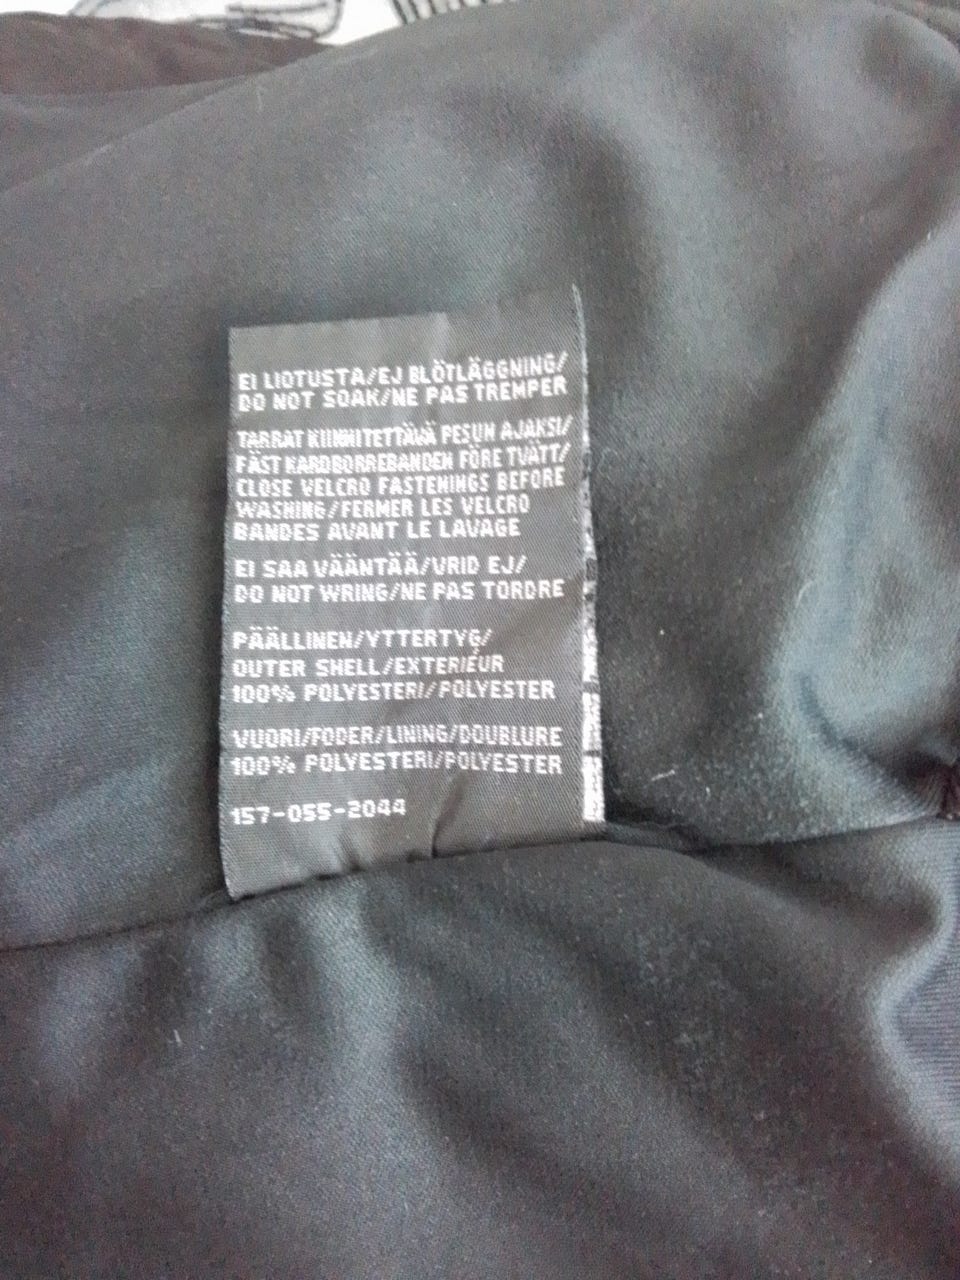 EI LIOTUSTA/EJ BLÖTLÄGGNING/
DO NOT SOAK/NE PAS TREMPER
TARRAT KIINNITETTÄVÄ PESUN AJAKSI/
FÄST KARDBORREBANDEN FÖRE TVÄTT/
CLOSE VELCRO FASTENINGS BEFORE
WASHING/FERMER LES VELCRO
BANDES AVANT LE LAVAGE
EI SAA VÄÄNTÄÄ/VRID EJ/
DO NOT WRING/NE PAS TORDRE
PÄÄLLINEN/YTTERTYG/
OUTER SHELL/EXTERIÉUR
100% POLYESTERI/POLYESTER
VUORI/FODER/LINING/DOUBLURE
100% POLYESTERI/POLYESTER
157-055-2044